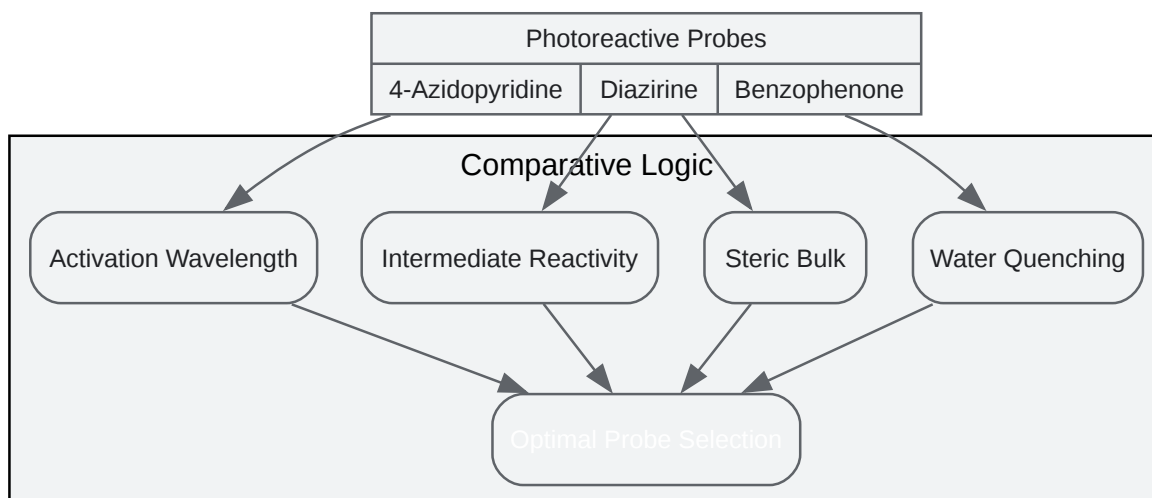 Photoreactive Probes
4-Azidopyridine
Diazirine
Benzophenone
Comparative Logic
Activation Wavelength
Intermediate Reactivity
Steric Bulk
Water Quenching
Optimal Probe Selection